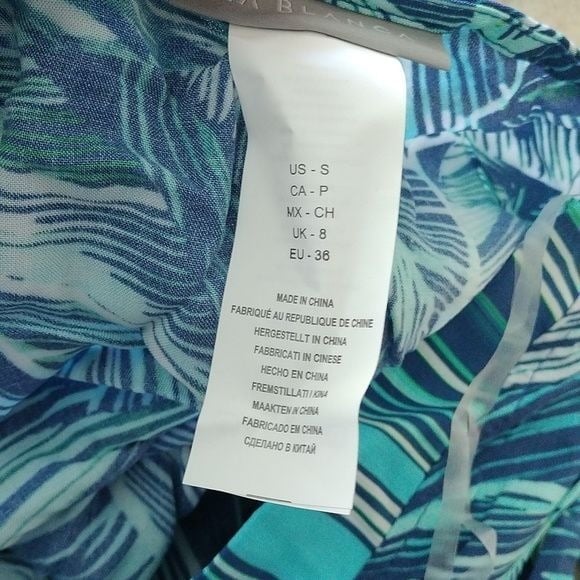 BLANCA
US - S
CA - P
MX - CH
UK - 8
EU - 36
MADE IN CHINA
FABRIQUÉ AU REPUBLIQUE DE CHINE
HERGESTELLT IN CHINA
FABBRICATI IN CINESE
HECHO EN CHINA
FREMSTILLATI I KINA
MAAKTEN IN CHINA
FABRICADO EM CHINA
СДЕЛАНО В КИТАЙ